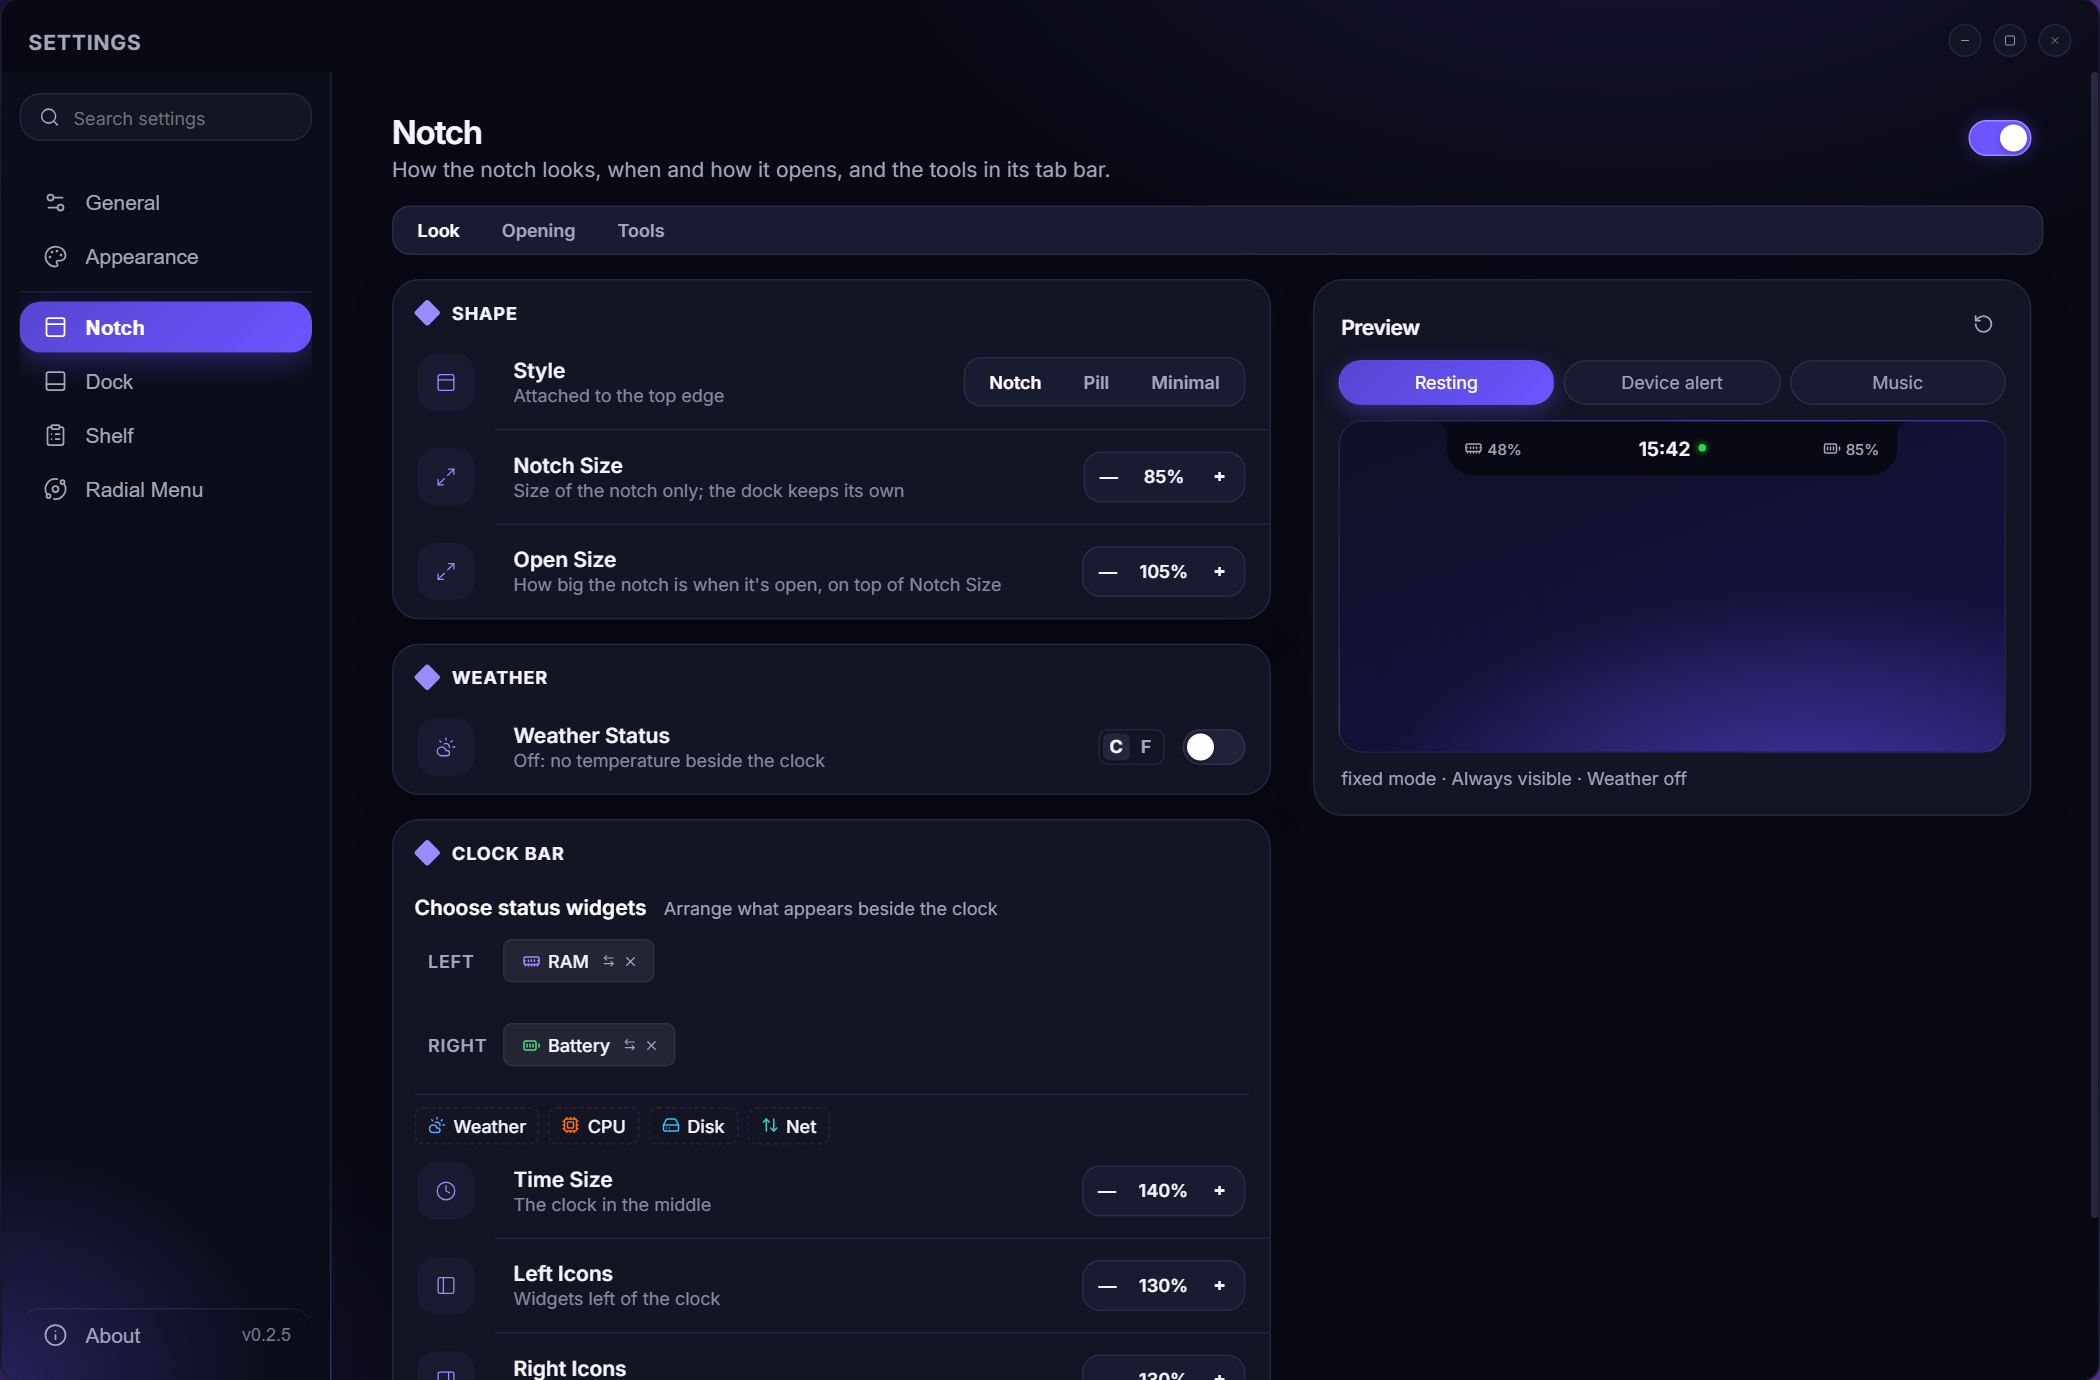 SETTINGS
Search settings
General
Appearance
Notch
Dock
Shelf
Radial Menu
About v0.2.5
Notch
How the notch looks, when and how it opens, and the tools in its tab bar.
Look Opening Tools
SHAPE
Style
Attached to the top edge
Notch Pill Minimal
Notch Size
Size of the notch only; the dock keeps its own
— 85% +
Open Size
How big the notch is when it's open, on top of Notch Size
— 105% +
WEATHER
Weather Status
Off: no temperature beside the clock
C F
CLOCK BAR
Choose status widgets Arrange what appears beside the clock
LEFT RAM
RIGHT Battery
Weather CPU Disk Net
Time Size
The clock in the middle
— 140% +
Left Icons
Widgets left of the clock
— 130% +
Right Icons
130% +
Preview
Resting Device alert Music
48% 15:42 85%
fixed mode · Always visible · Weather off